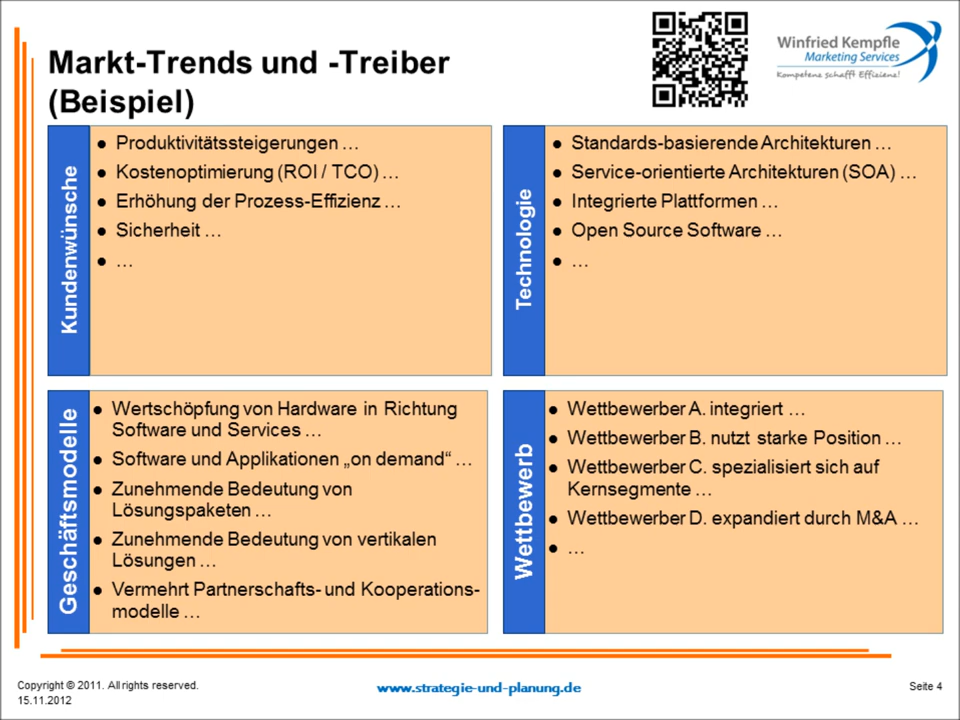 Markt-Trends und -Treiber
(Beispiel)
Winfried Kempfle
Marketing Services
Kompetenz schafft Effizienz!
Kundenwünsche
● Produktivitätssteigerungen …
● Kostenoptimierung (ROI / TCO) …
● Erhöhung der Prozess-Effizienz …
● Sicherheit …
● …
Technologie
● Standards-basierende Architekturen …
● Service-orientierte Architekturen (SOA) …
● Integrierte Plattformen …
● Open Source Software …
● …
Geschäftsmodelle
● Wertschöpfung von Hardware in Richtung
Software und Services …
● Software und Applikationen „on demand“ …
● Zunehmende Bedeutung von
Lösungspaketen …
● Zunehmende Bedeutung von vertikalen
Lösungen …
● Vermehrt Partnerschafts- und Kooperations-
modelle …
Wettbewerb
● Wettbewerber A. integriert …
● Wettbewerber B. nutzt starke Position …
● Wettbewerber C. spezialisiert sich auf
Kernsegmente …
● Wettbewerber D. expandiert durch M&A …
● …
Copyright © 2011. All rights reserved.
15.11.2012
www.strategie-und-planung.de
Seite 4